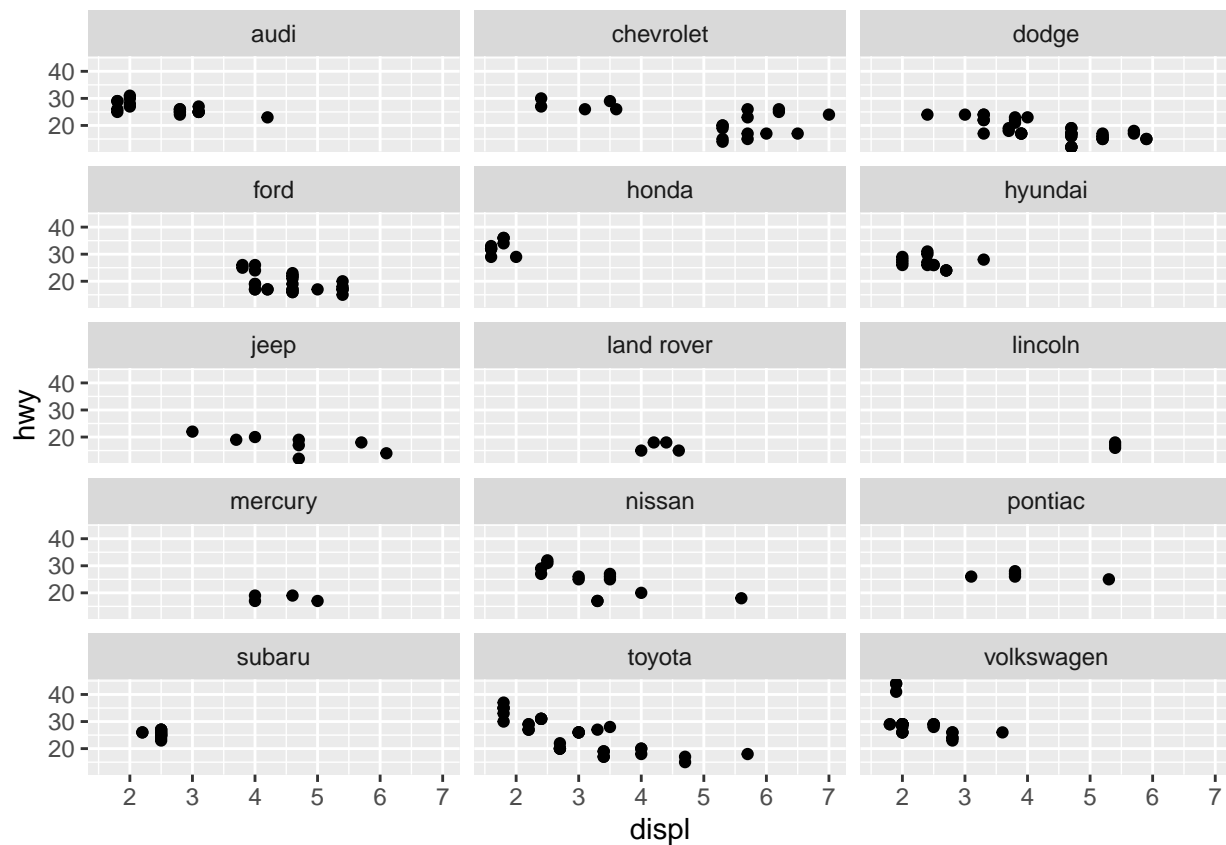 audi chevrolet dodge
40
30
20
ford honda hyundai
40
30
20
jeep land rover lincoln
40
30
20
hwy
mercury nissan pontiac
40
30
20
subaru toyota volkswagen
40
30
20
2 3 4 5 6 7 2 3 4 5 6 7 2 3 4 5 6 7
displ